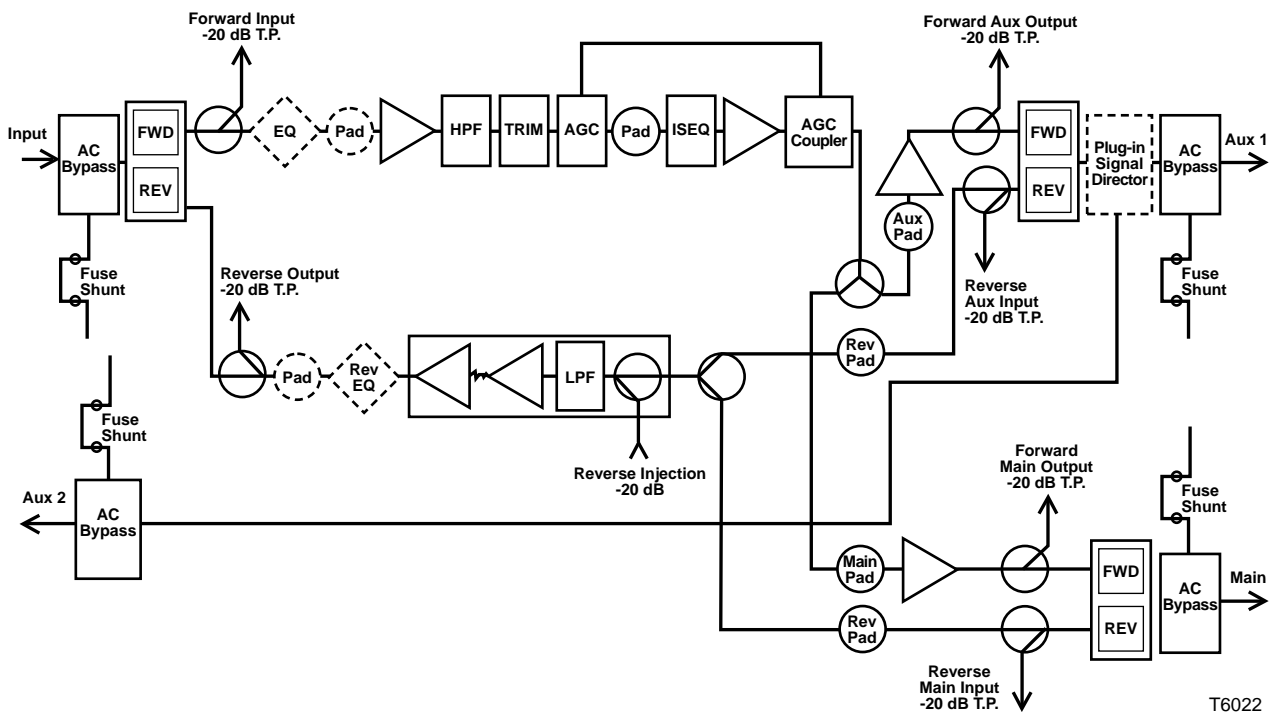 Forward Input
-20 dB T.P.
Forward Aux Output
-20 dB T.P.
Input
AC
Bypass
FWD
REV
EQ
Pad
HPF
TRIM
AGC
Pad
ISEQ
AGC
Coupler
Aux
Pad
FWD
REV
Plug-in
Signal
Director
AC
Bypass
Aux 1
Fuse
Shunt
Reverse Output
-20 dB T.P.
Reverse
Aux Input
-20 dB T.P.
Fuse
Shunt
Pad
Rev
EQ
LPF
Rev
Pad
Fuse
Shunt
Reverse Injection
-20 dB
Forward
Main Output
-20 dB T.P.
Fuse
Shunt
Aux 2
AC
Bypass
Main
Pad
FWD
REV
AC
Bypass
Main
Rev
Pad
Reverse
Main Input
-20 dB T.P.
T6022